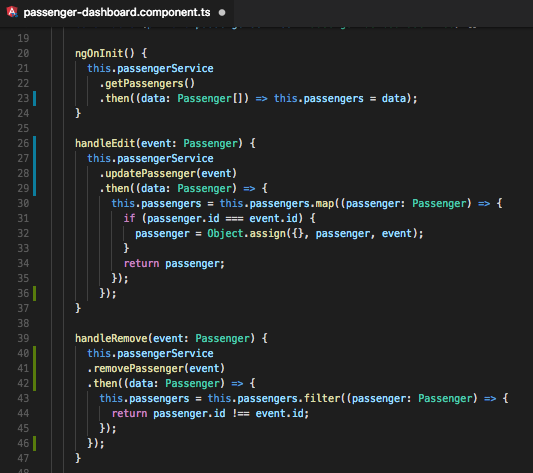 passenger-dashboard.component.ts
19
20 ngOnInit() {
21 this.passengerService
22 .getPassengers()
23 .then((data: Passenger[]) => this.passengers = data);
24 }
25
26 handleEdit(event: Passenger) {
27 this.passengerService
28 .updatePassenger(event)
29 .then((data: Passenger) => {
30 this.passengers = this.passengers.map((passenger: Passenger) => {
31 if (passenger.id === event.id) {
32 passenger = Object.assign({}, passenger, event);
33 }
34 return passenger;
35 });
36 });
37 }
38
39 handleRemove(event: Passenger) {
40 this.passengerService
41 .removePassenger(event)
42 .then((data: Passenger) => {
43 this.passengers = this.passengers.filter((passenger: Passenger) => {
44 return passenger.id !== event.id;
45 });
46 });
47 }